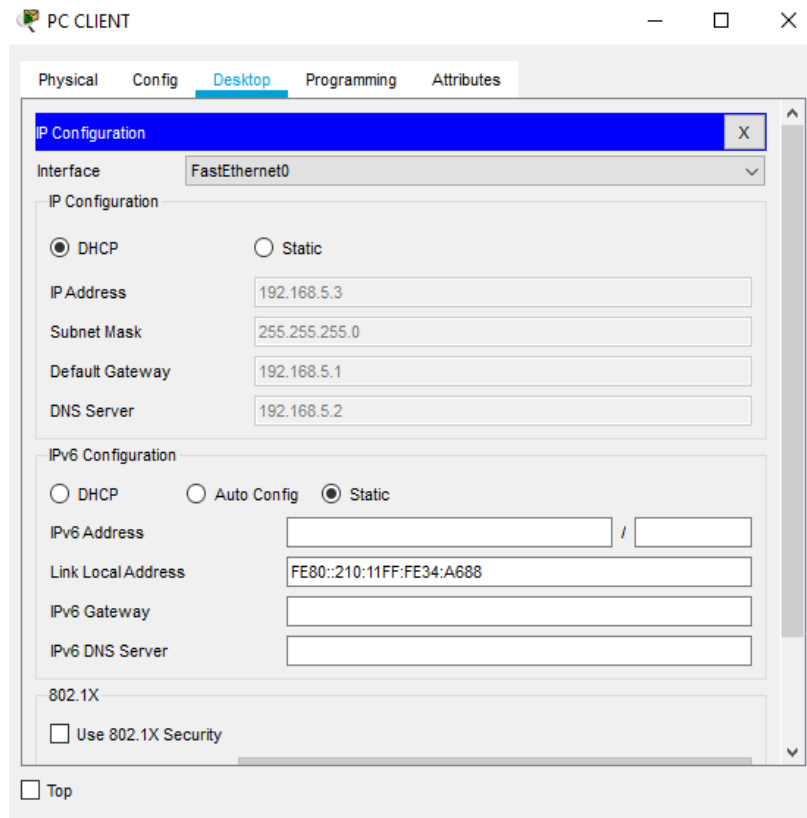 PC CLIENT
Physical Config Desktop Programming Attributes
IP Configuration X
Interface FastEthernet0
IP Configuration
DHCP Static
IP Address 192.168.5.3
Subnet Mask 255.255.255.0
Default Gateway 192.168.5.1
DNS Server 192.168.5.2
IPv6 Configuration
DHCP Auto Config Static
IPv6 Address /
Link Local Address FE80::210:11FF:FE34:A688
IPv6 Gateway
IPv6 DNS Server
802.1X
Use 802.1X Security
Top